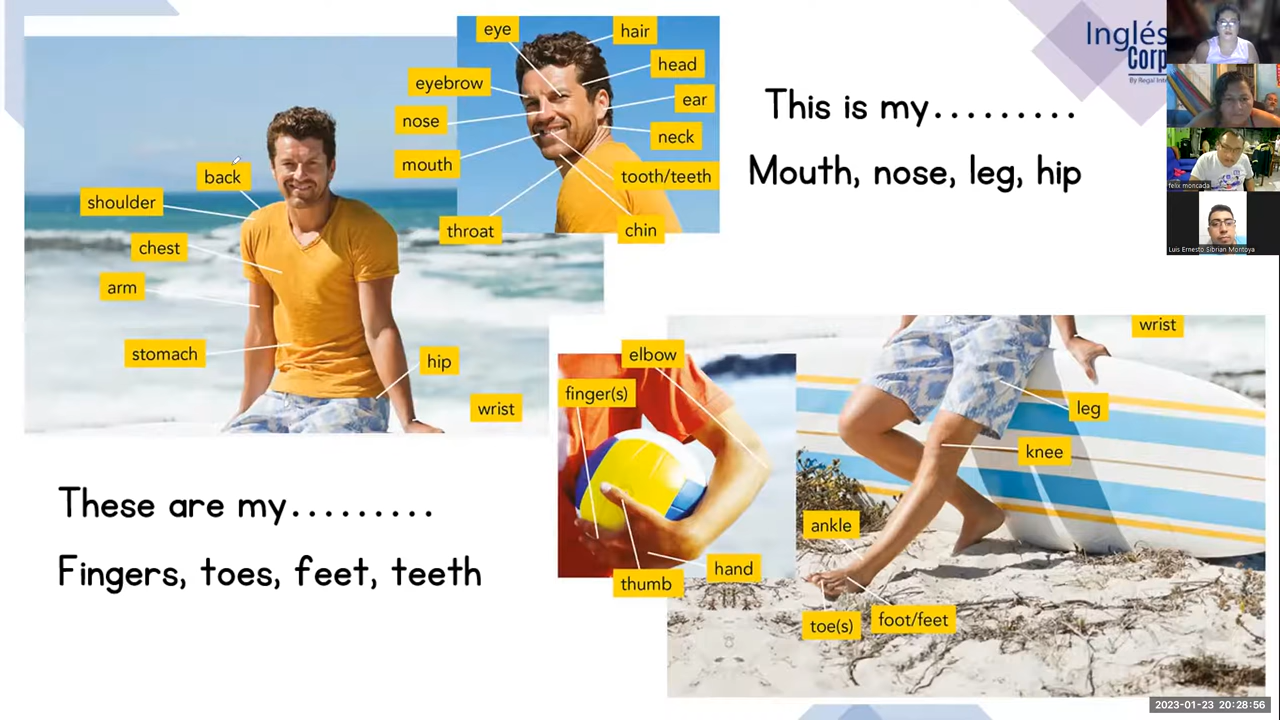 eye
hair
eyebrow
head
nose
ear
mouth
neck
back
tooth/teeth
shoulder
throat
chin
chest
arm
stomach
hip
wrist
This is my.........
Mouth, nose, leg, hip
Inglés
Corp
felix moncada
Luis Ernesto Sibrian Montoya
These are my.........
Fingers, toes, feet, teeth
elbow
finger(s)
thumb
hand
wrist
leg
knee
ankle
toe(s)
foot/feet
2023-01-23 20:28:56